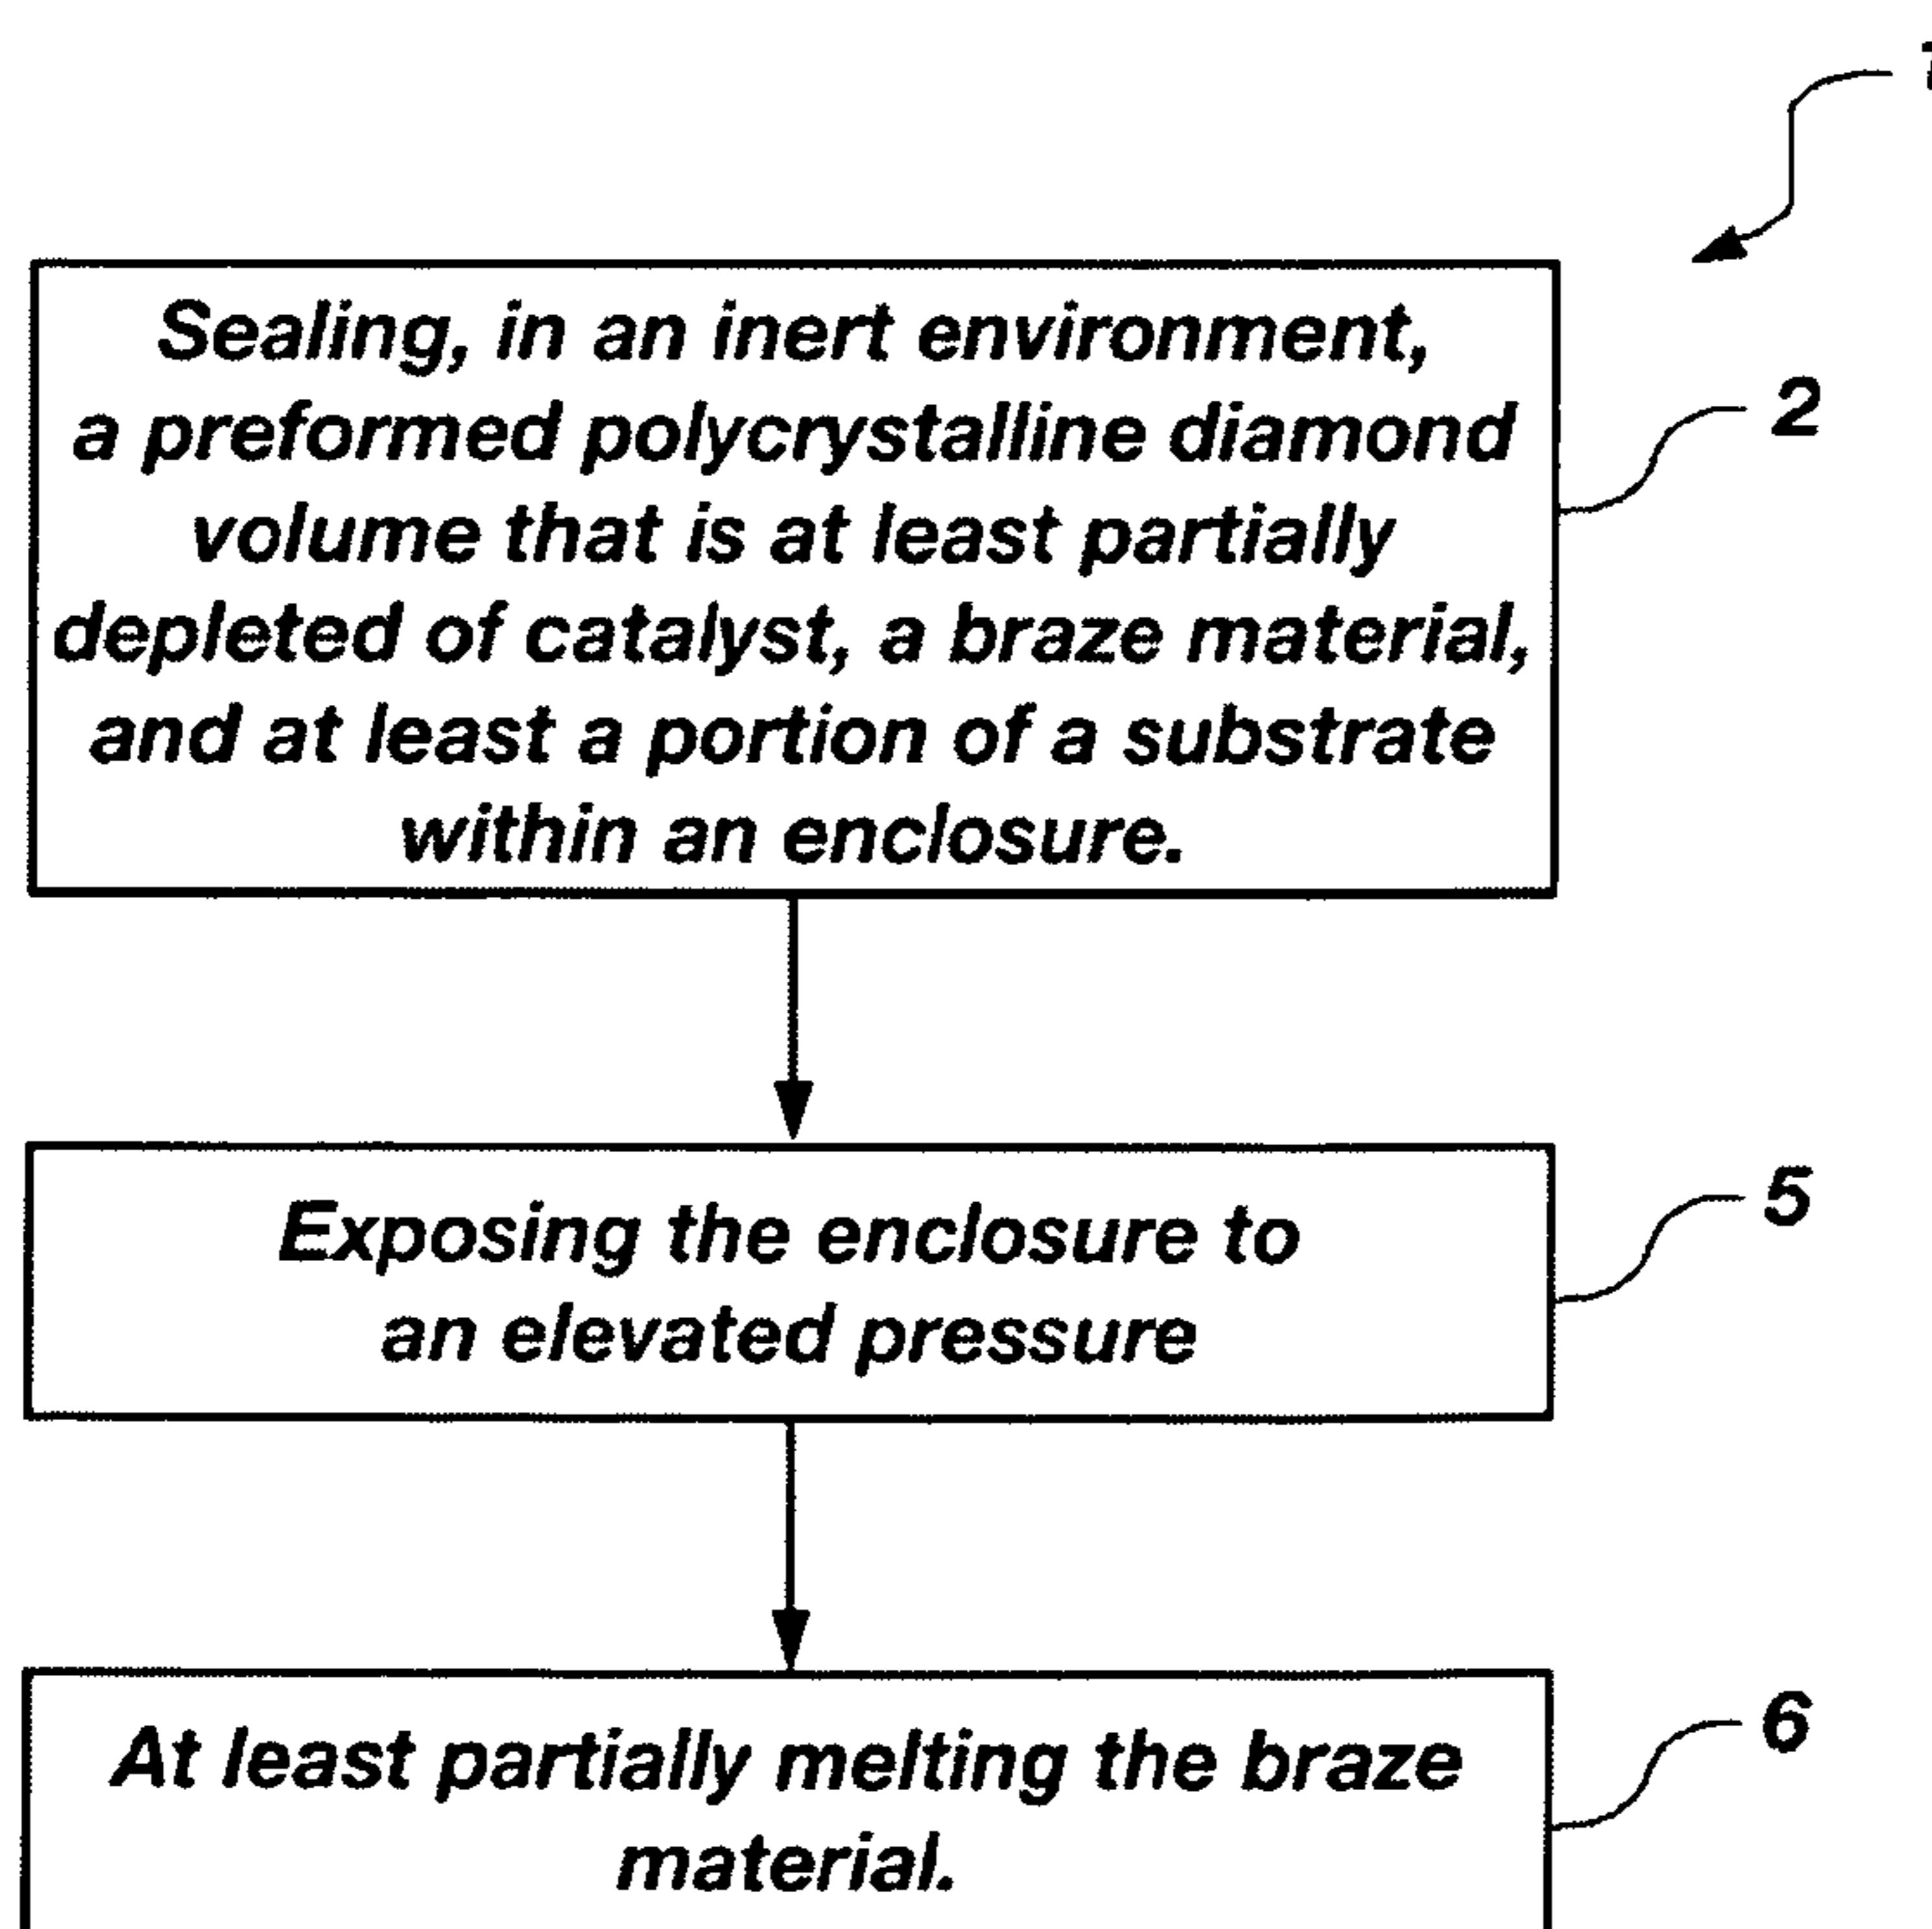 Sealing, in an inert environment,
a preformed polycrystalline diamond
volume that is at least partially
depleted of catalyst, a braze material,
and at least a portion of a substrate
within an enclosure.
2
Exposing the enclosure to
an elevated pressure
5
At least partially melting the braze
material.
6